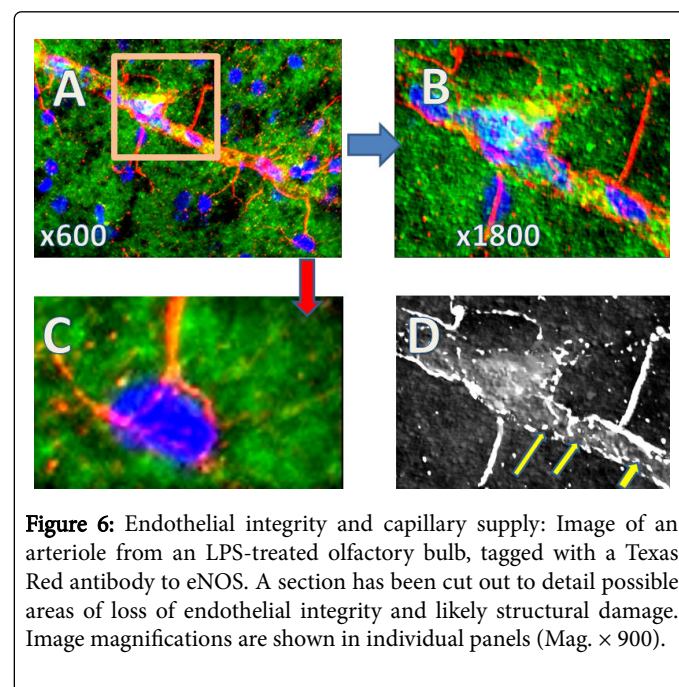 A
x600
B
x1800
C
D
Figure 6: Endothelial integrity and capillary supply: Image of an
arteriole from an LPS-treated olfactory bulb, tagged with a Texas
Red antibody to eNOS. A section has been cut out to detail possible
areas of loss of endothelial integrity and likely structural damage.
Image magnifications are shown in individual panels (Mag. × 900).